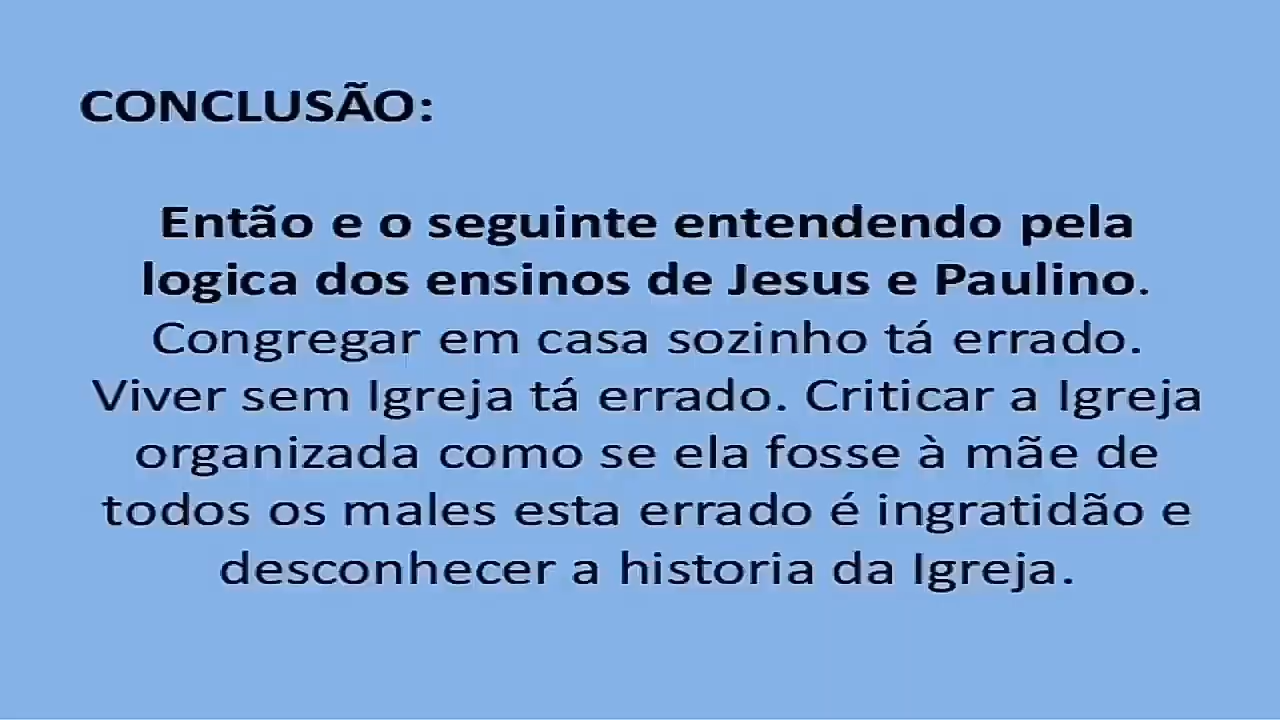 CONCLUSÃO:
Então e o seguinte entendendo pela
logica dos ensinos de Jesus e Paulino.
Congregar em casa sozinho tá errado.
Viver sem Igreja tá errado. Criticar a Igreja
organizada como se ela fosse à mãe de
todos os males esta errado é ingratidão e
desconhecer a historia da Igreja.